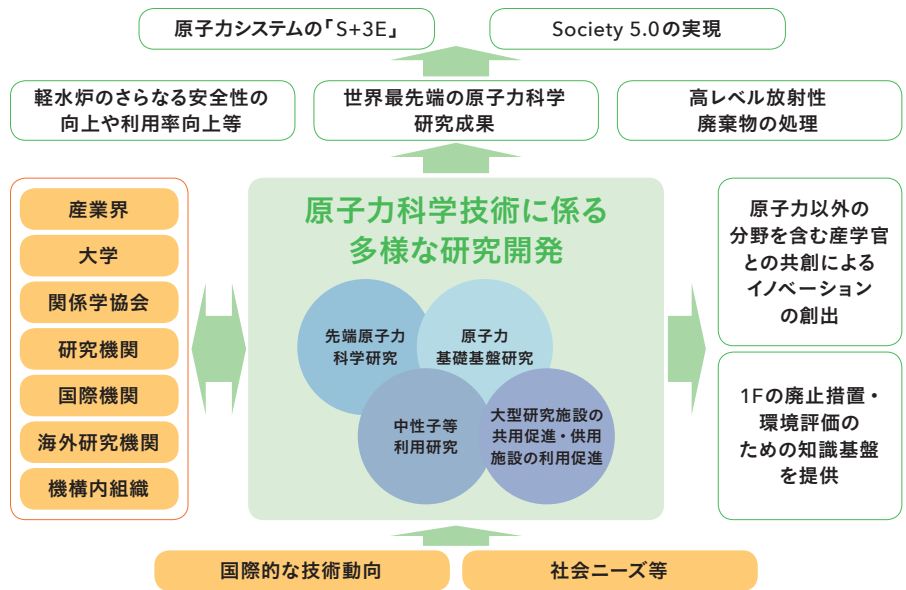 原子力システムの「S+3E」
Society 5.0の実現
軽水炉のさらなる安全性の
向上や利用率向上等
世界最先端の原子力科学
研究成果
高レベル放射性
廃棄物の処理
産業界
大学
関係学協会
研究機関
国際機関
海外研究機関
機構内組織
原子力科学技術に係る
多様な研究開発
先端原子力
科学研究
原子力
基礎基盤研究
中性子等
利用研究
大型研究施設の
共用促進・供用
施設の利用促進
原子力以外の
分野を含む産学官
との共創による
イノベーション
の創出
1Fの廃止措置・
環境評価の
ための知識基盤
を提供
国際的な技術動向
社会ニーズ等